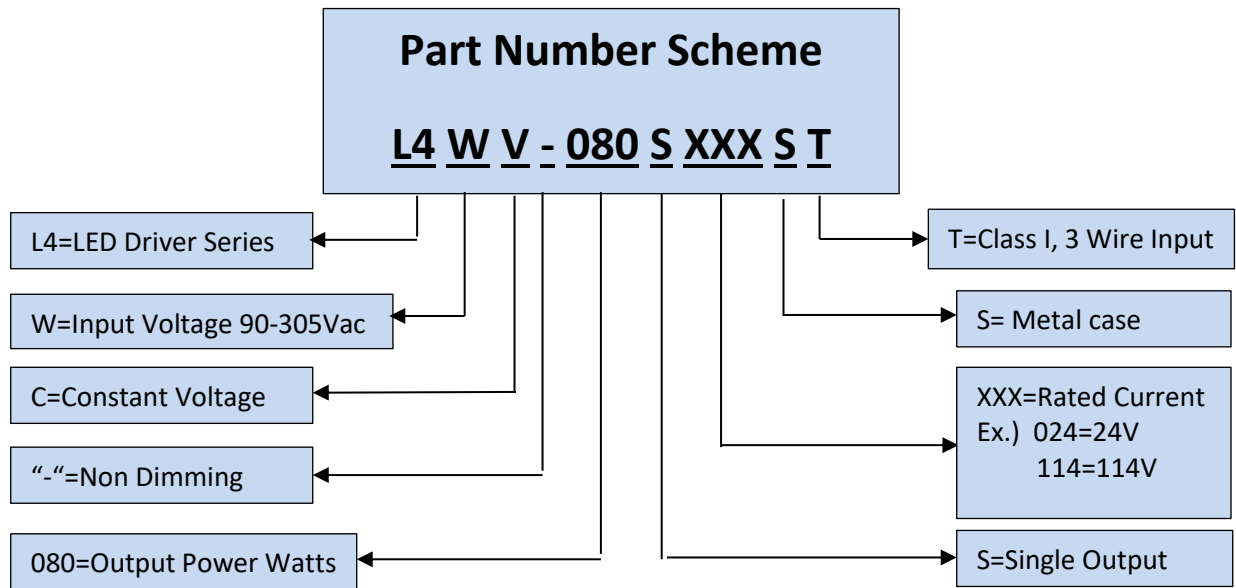 Part Number Scheme
L4 W V - 080 S XXX S T
L4=LED Driver Series
W=Input Voltage 90-305Vac
C=Constant Voltage
“-“=Non Dimming
080=Output Power Watts
T=Class I, 3 Wire Input
S= Metal case
XXX=Rated Current
Ex.) 024=24V
114=114V
S=Single Output